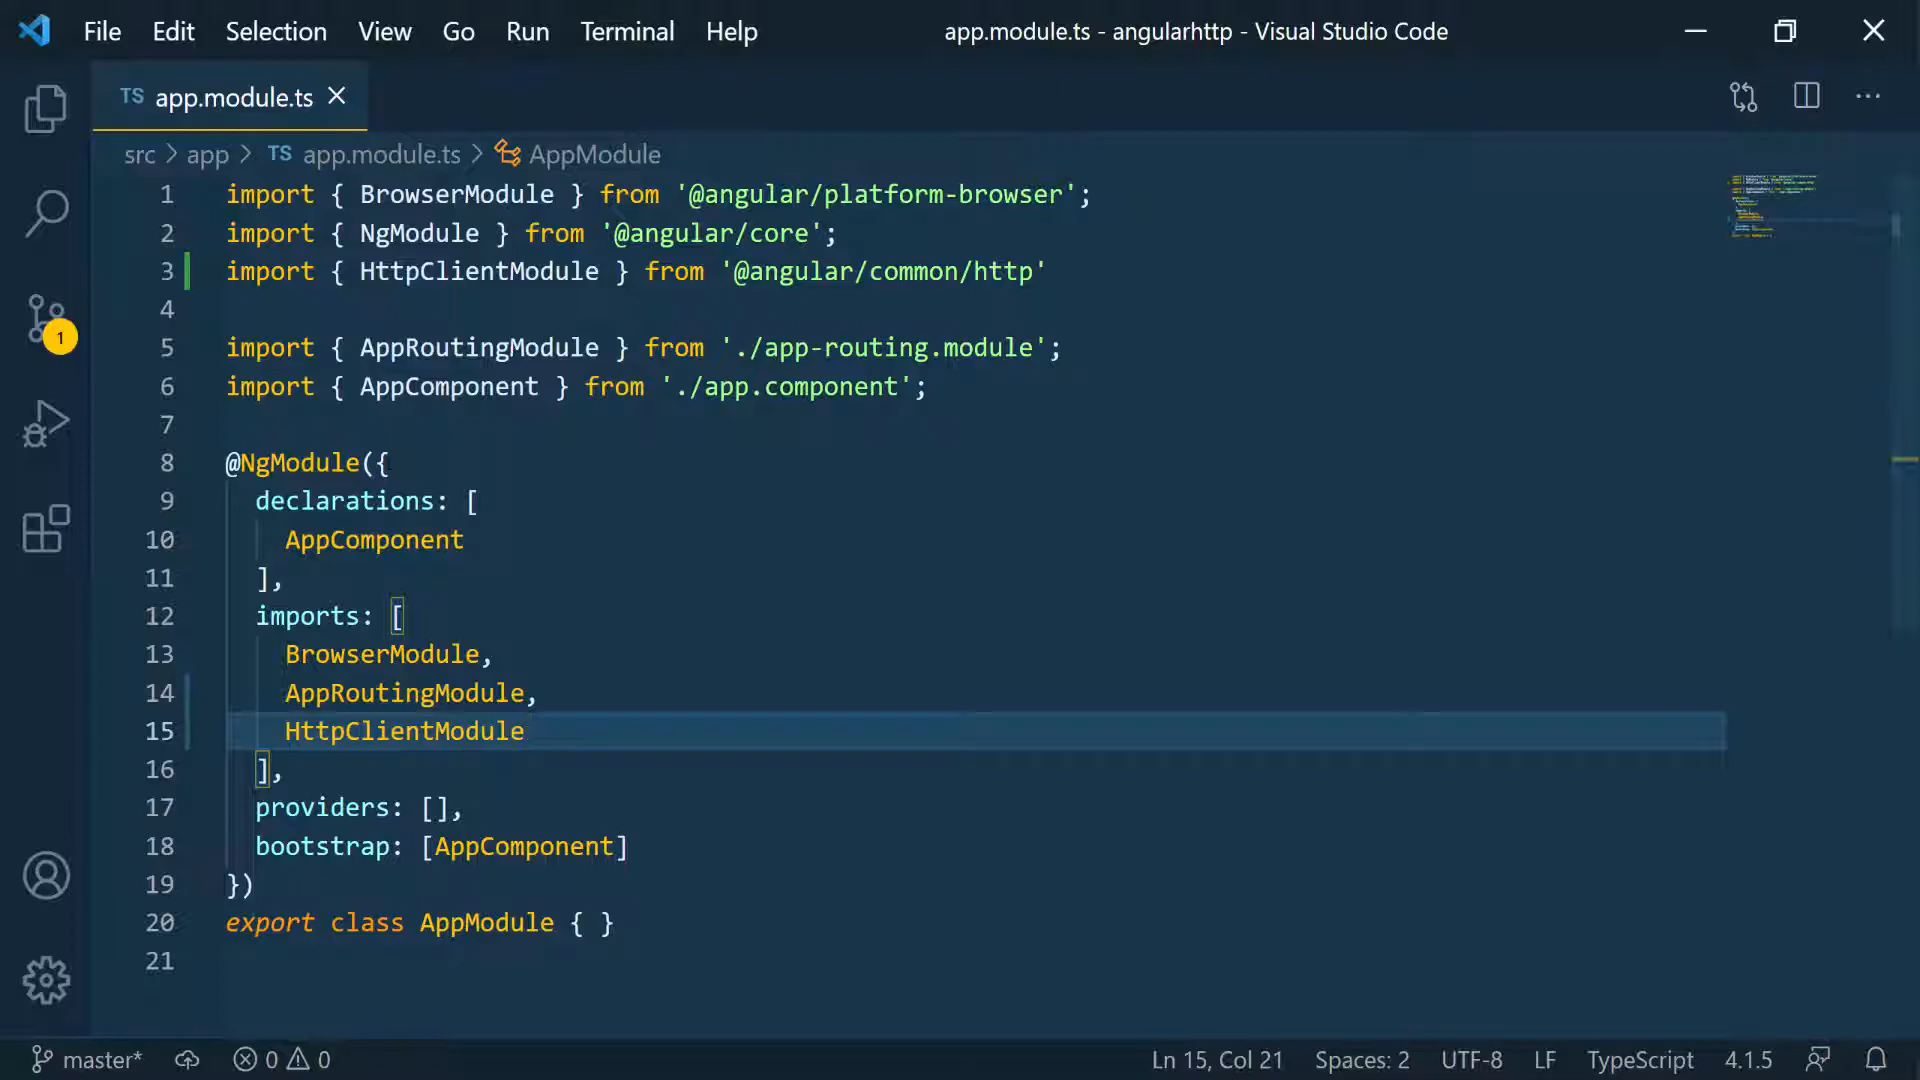 File Edit Selection View Go Run Terminal Help app.module.ts - angularhttp - Visual Studio Code
TS app.module.ts
src > app > TS app.module.ts > AppModule
1 import { BrowserModule } from '@angular/platform-browser';
2 import { NgModule } from '@angular/core';
3 import { HttpClientModule } from '@angular/common/http'
4
5 import { AppRoutingModule } from './app-routing.module';
6 import { AppComponent } from './app.component';
7
8 @NgModule({
9 declarations: [
10 AppComponent
11 ],
12 imports: [
13 BrowserModule,
14 AppRoutingModule,
15 HttpClientModule
16 ],
17 providers: [],
18 bootstrap: [AppComponent]
19 })
20 export class AppModule { }
21
1
master* 0 0 Ln 15, Col 21 Spaces: 2 UTF-8 LF TypeScript 4.1.5